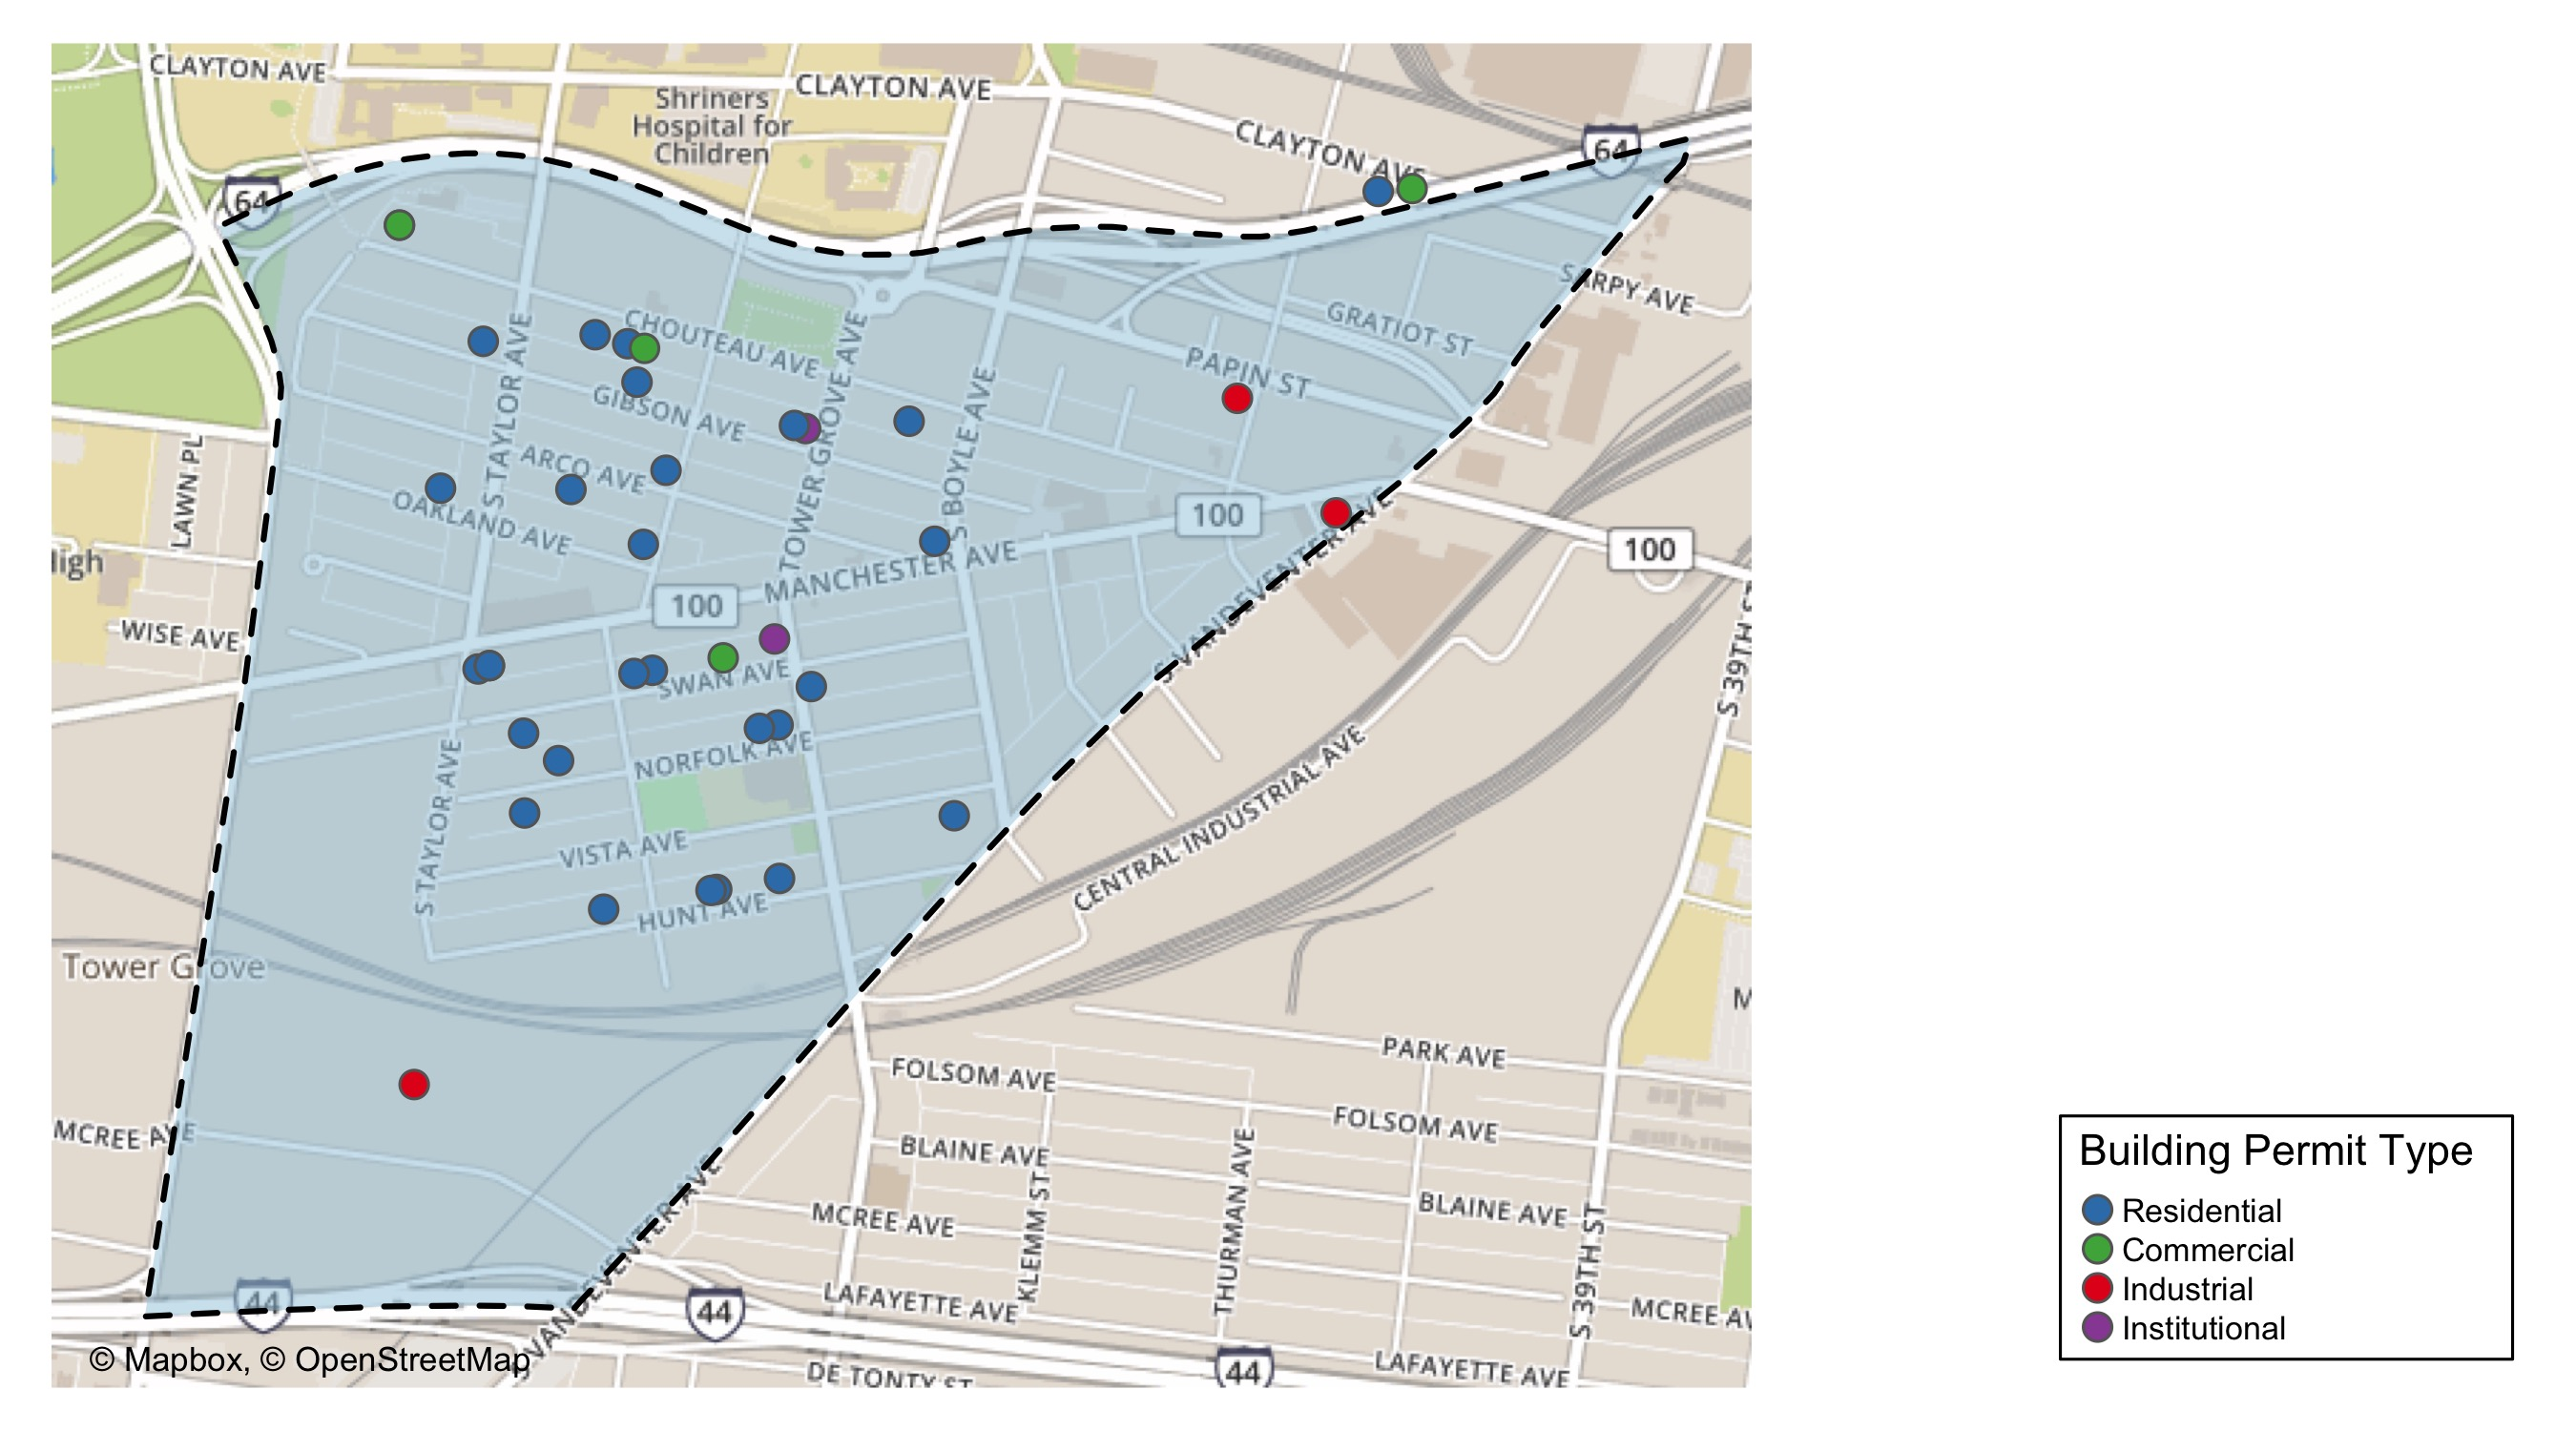 CLAYTON AVE
CLAYTON AVE
Shriners
Hospital for
Children
CLAYTON AVE
64
64
SARPY AVE
GRATIOT ST
CHOUTEAU AVE
PAPIN ST
S TAYLOR AVE
GIBSON AVE
TOWER GROVE AVE
S BOYLE AVE
LAWN PL
ARCO AVE
OAKLAND AVE
100
S VANDEVENTER AVE
100
MANCHESTER AVE
100
WISE AVE
S 39TH ST
SWAN AVE
NORFOLK AVE
S TAYLOR AVE
CENTRAL INDUSTRIAL AVE
VISTA AVE
HUNT AVE
Tower Grove
M
PARK AVE
FOLSOM AVE
FOLSOM AVE
MCREE AVE
BLAINE AVE
THURMAN AVE
KLEMM ST
BLAINE AVE
MCREE AVE
S VANDEVENTER AVE
S 39TH ST
44
44
LAFAYETTE AVE
MCREE AV
44
LAFAYETTE AVE
DE TONTY ST
© Mapbox, © OpenStreetMap
Building Permit Type
Residential
Commercial
Industrial
Institutional